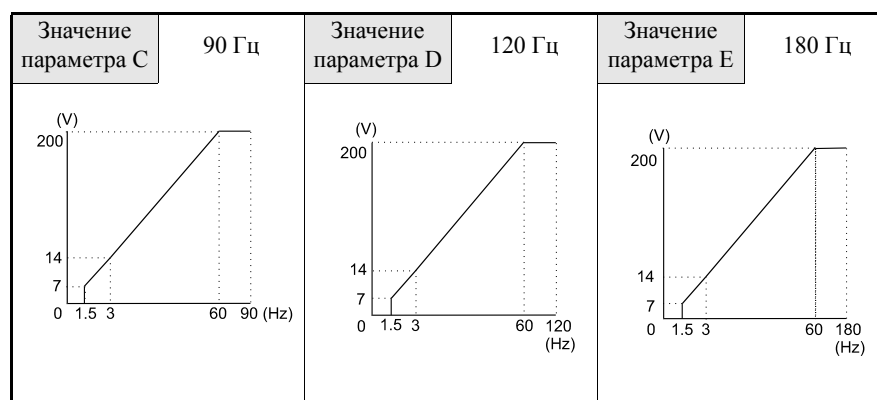 Значение
параметра C
90 Гц
Значение
параметра D
120 Гц
Значение
параметра E
180 Гц
(V)
200
14
7
0 1.5 3 60 90 (Hz)
(V)
200
14
7
0 1.5 3 60 120
(Hz)
(V)
200
14
7
0 1.5 3 60 180
(Hz)